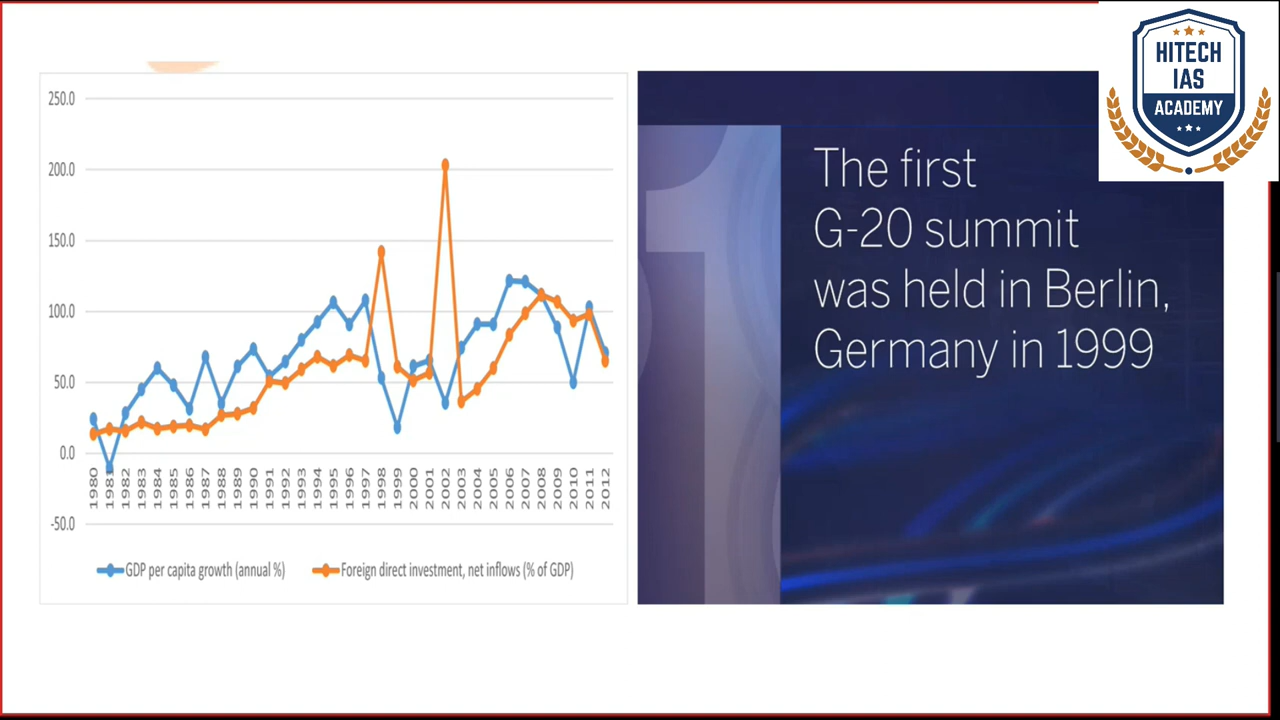 250.0
200.0
150.0
100.0
50.0
0.0
-50.0
1980 1981 1982 1983 1984 1985 1986 1987 1988 1989 1990 1991 1992 1993 1994 1995 1996 1997 1998 1999 2000 2001 2002 2003 2004 2005 2006 2007 2008 2009 2010 2011 2012
GDP per capita growth (annual %) Foreign direct investment, net inflows (% of GDP)
1
The first
G-20 summit
was held in Berlin,
Germany in 1999
HITECH
IAS
ACADEMY